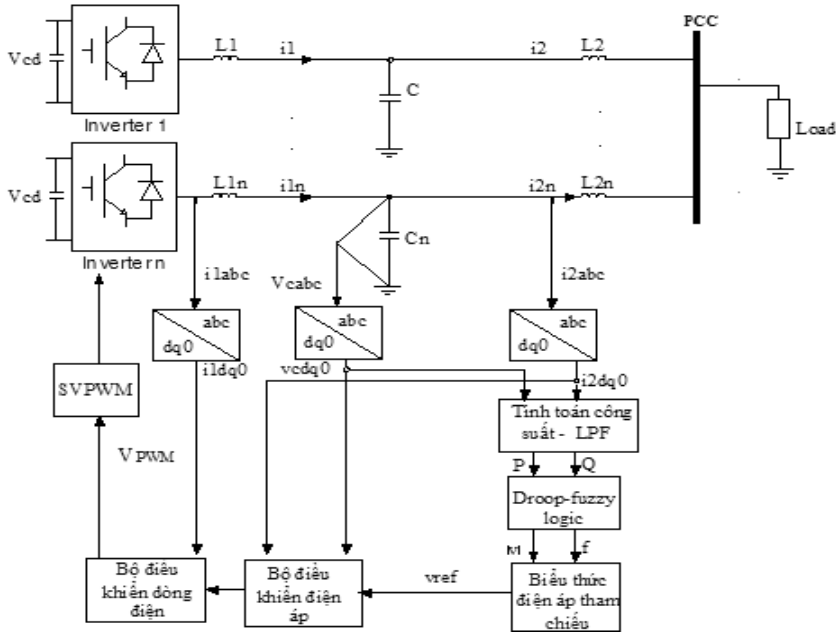 PCC
L1
i1
i2
L2
Vcd
C
Load
Inverter 1
L1n
i1n
i2n
L2n
Vcd
Cn
Inverter n
i1abc
Vcabc
i2abc
abc
dq0
abc
dq0
abc
dq0
i1dq0
vcdq0
i2dq0
SVPWM
Tính toán công
suất - LPF
P
Q
VPWM
Droop-fuzzy
logic
M
f
Bộ điều
khiển dòng
điện
Bộ điều
khiển điện
áp
vref
Biểu thức
điện áp tham
chiếu